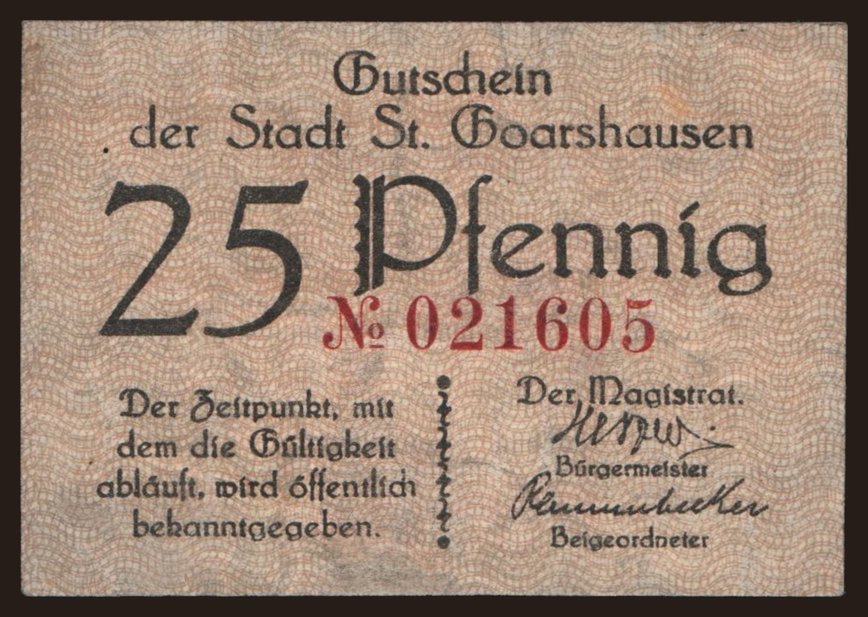 Gutschein
der Stadt St. Goarshausen
25 Pfennig
№ 021605
Der Zeitpunkt, mit
dem die Gültigkeit
abläuft, wird öffentlich
bekanntgegeben.
Der Magistrat.
Bürgermeister
Beigeordneter